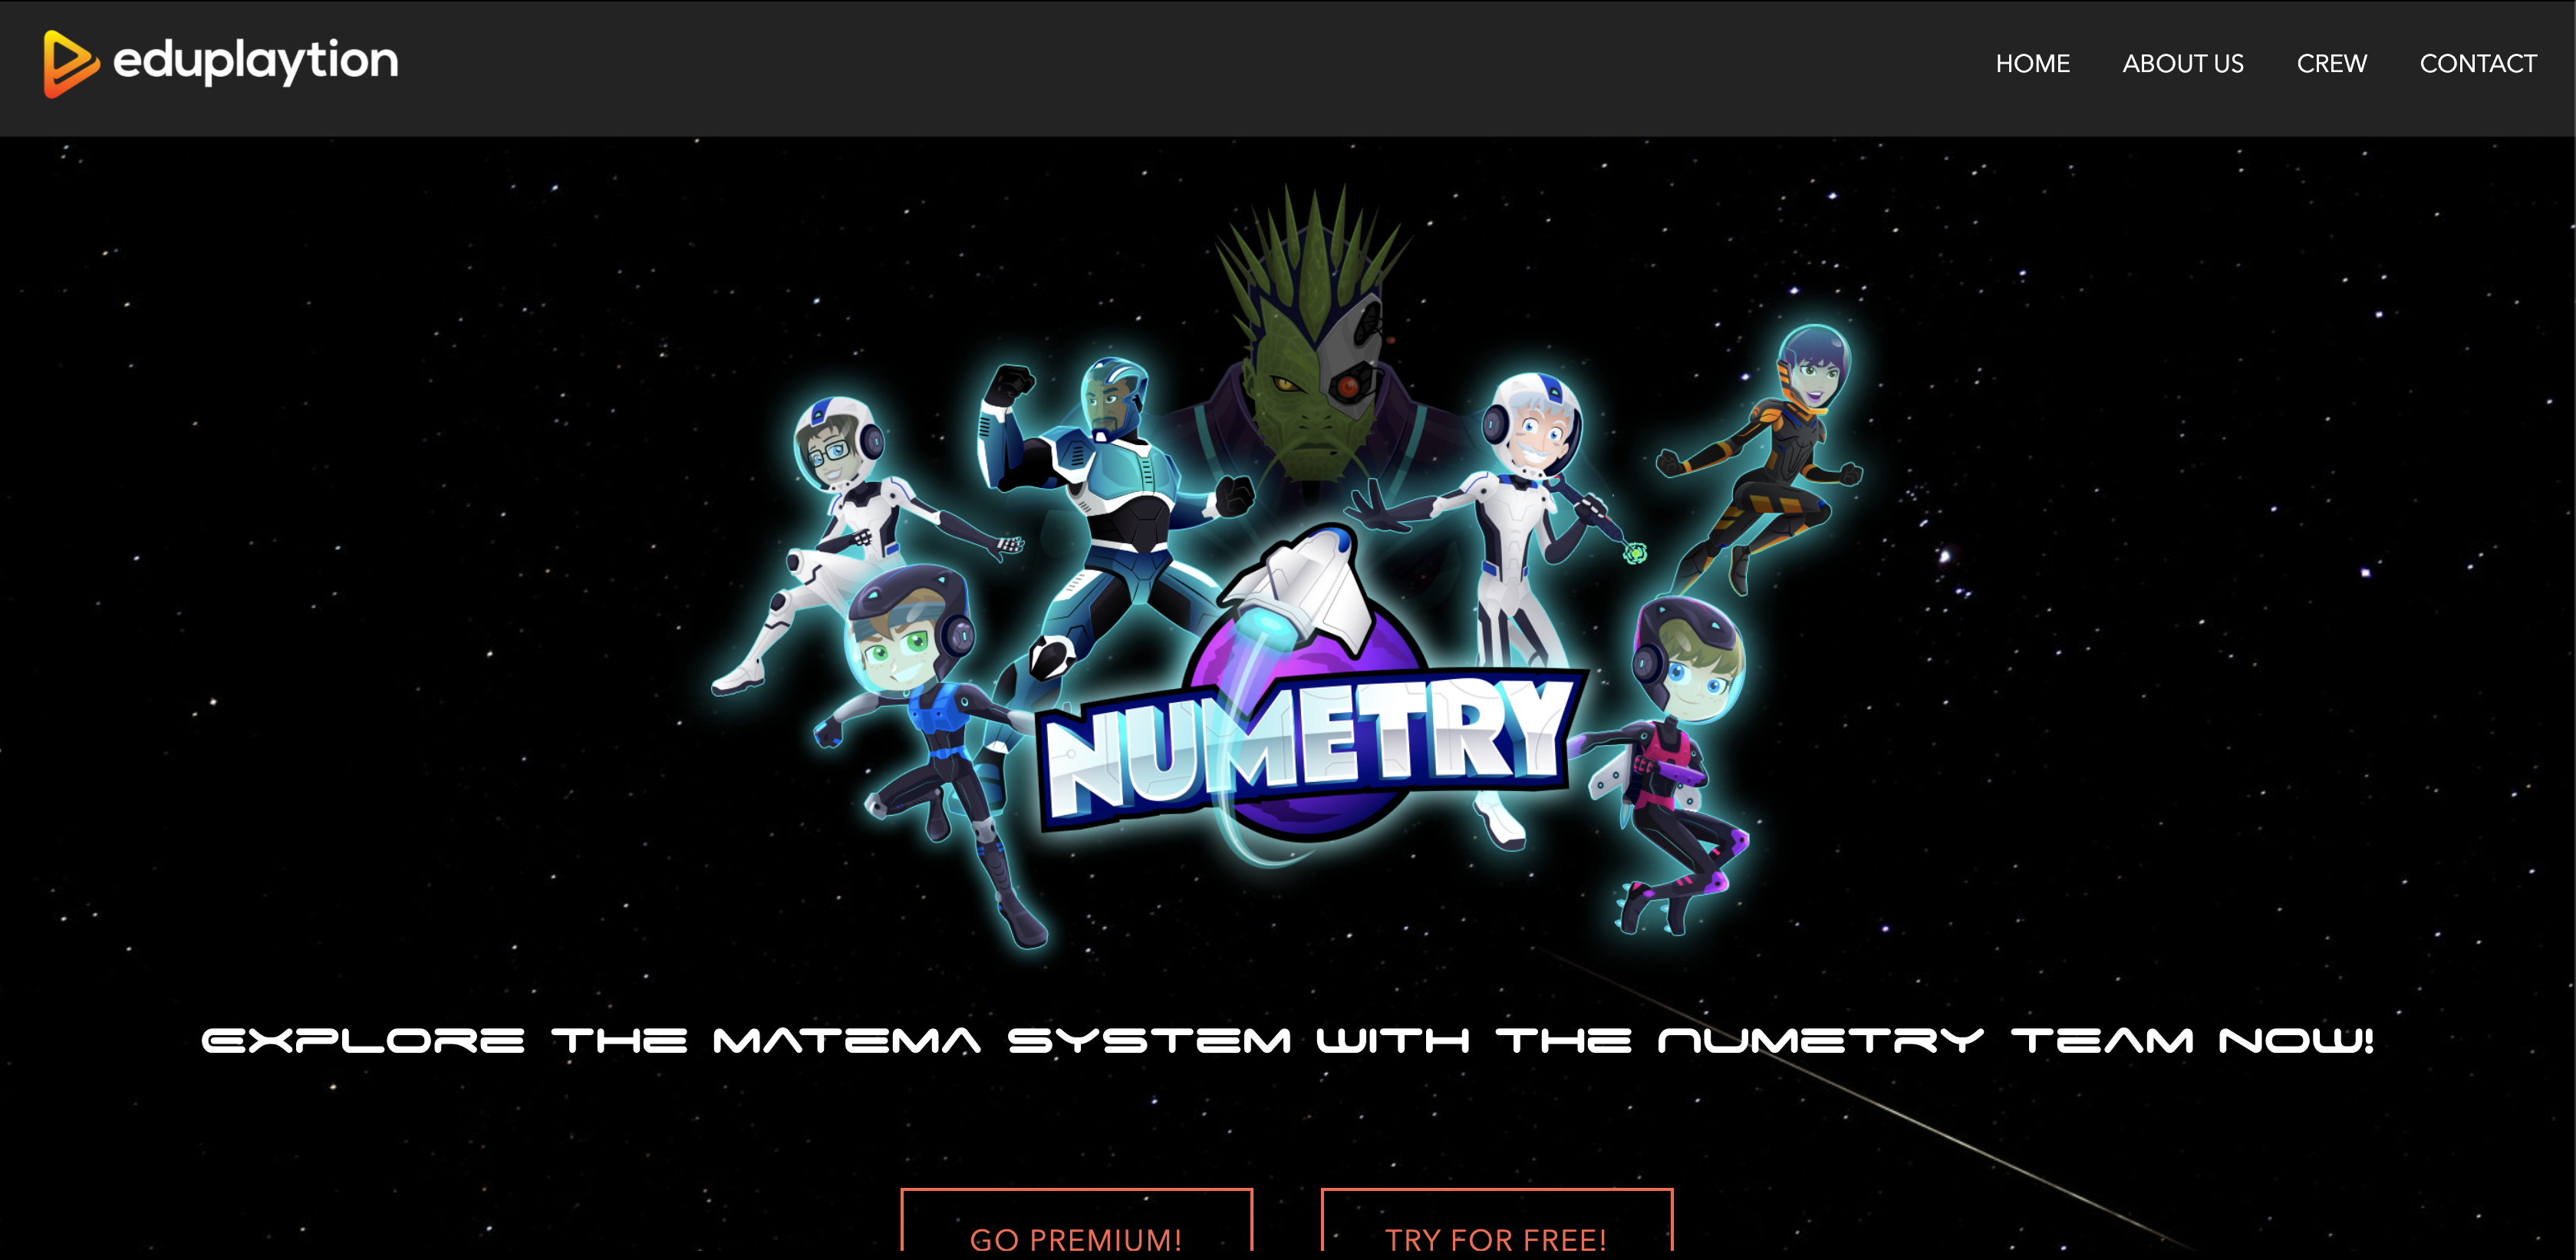 eduplaytion
HOME ABOUT US CREW CONTACT
NUMETRY
EXPLORE THE MATEMA SYSTEM WITH THE NUMETRY TEAM NOW!
GO PREMIUM! TRY FOR FREE!